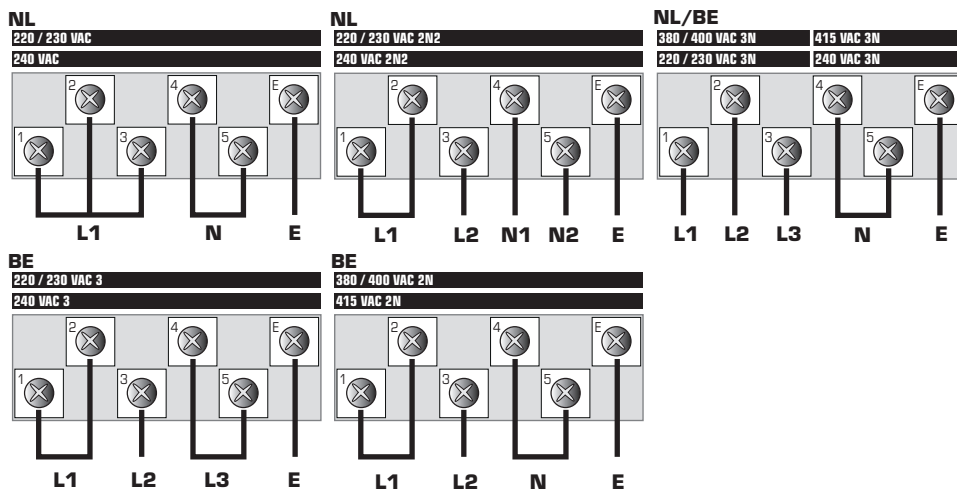 NL
220 / 230 VAC
240 VAC
2 4 E
1 3 5
L1 N E
NL
220 / 230 VAC 2N2
240 VAC 2N2
2 4 E
1 3 5
L1 L2 N1 N2 E
NL/BE
380 / 400 VAC 3N 415 VAC 3N
220 / 230 VAC 3N 240 VAC 3N
2 4 E
1 3 5
L1 L2 L3 N E
BE
220 / 230 VAC 3
240 VAC 3
2 4 E
1 3 5
L1 L2 L3 E
BE
380 / 400 VAC 2N
415 VAC 2N
2 4 E
1 3 5
L1 L2 N E